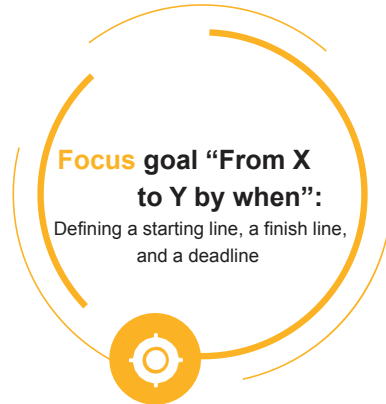 Focus goal “From X
to Y by when”:
Defining a starting line, a finish line,
and a deadline